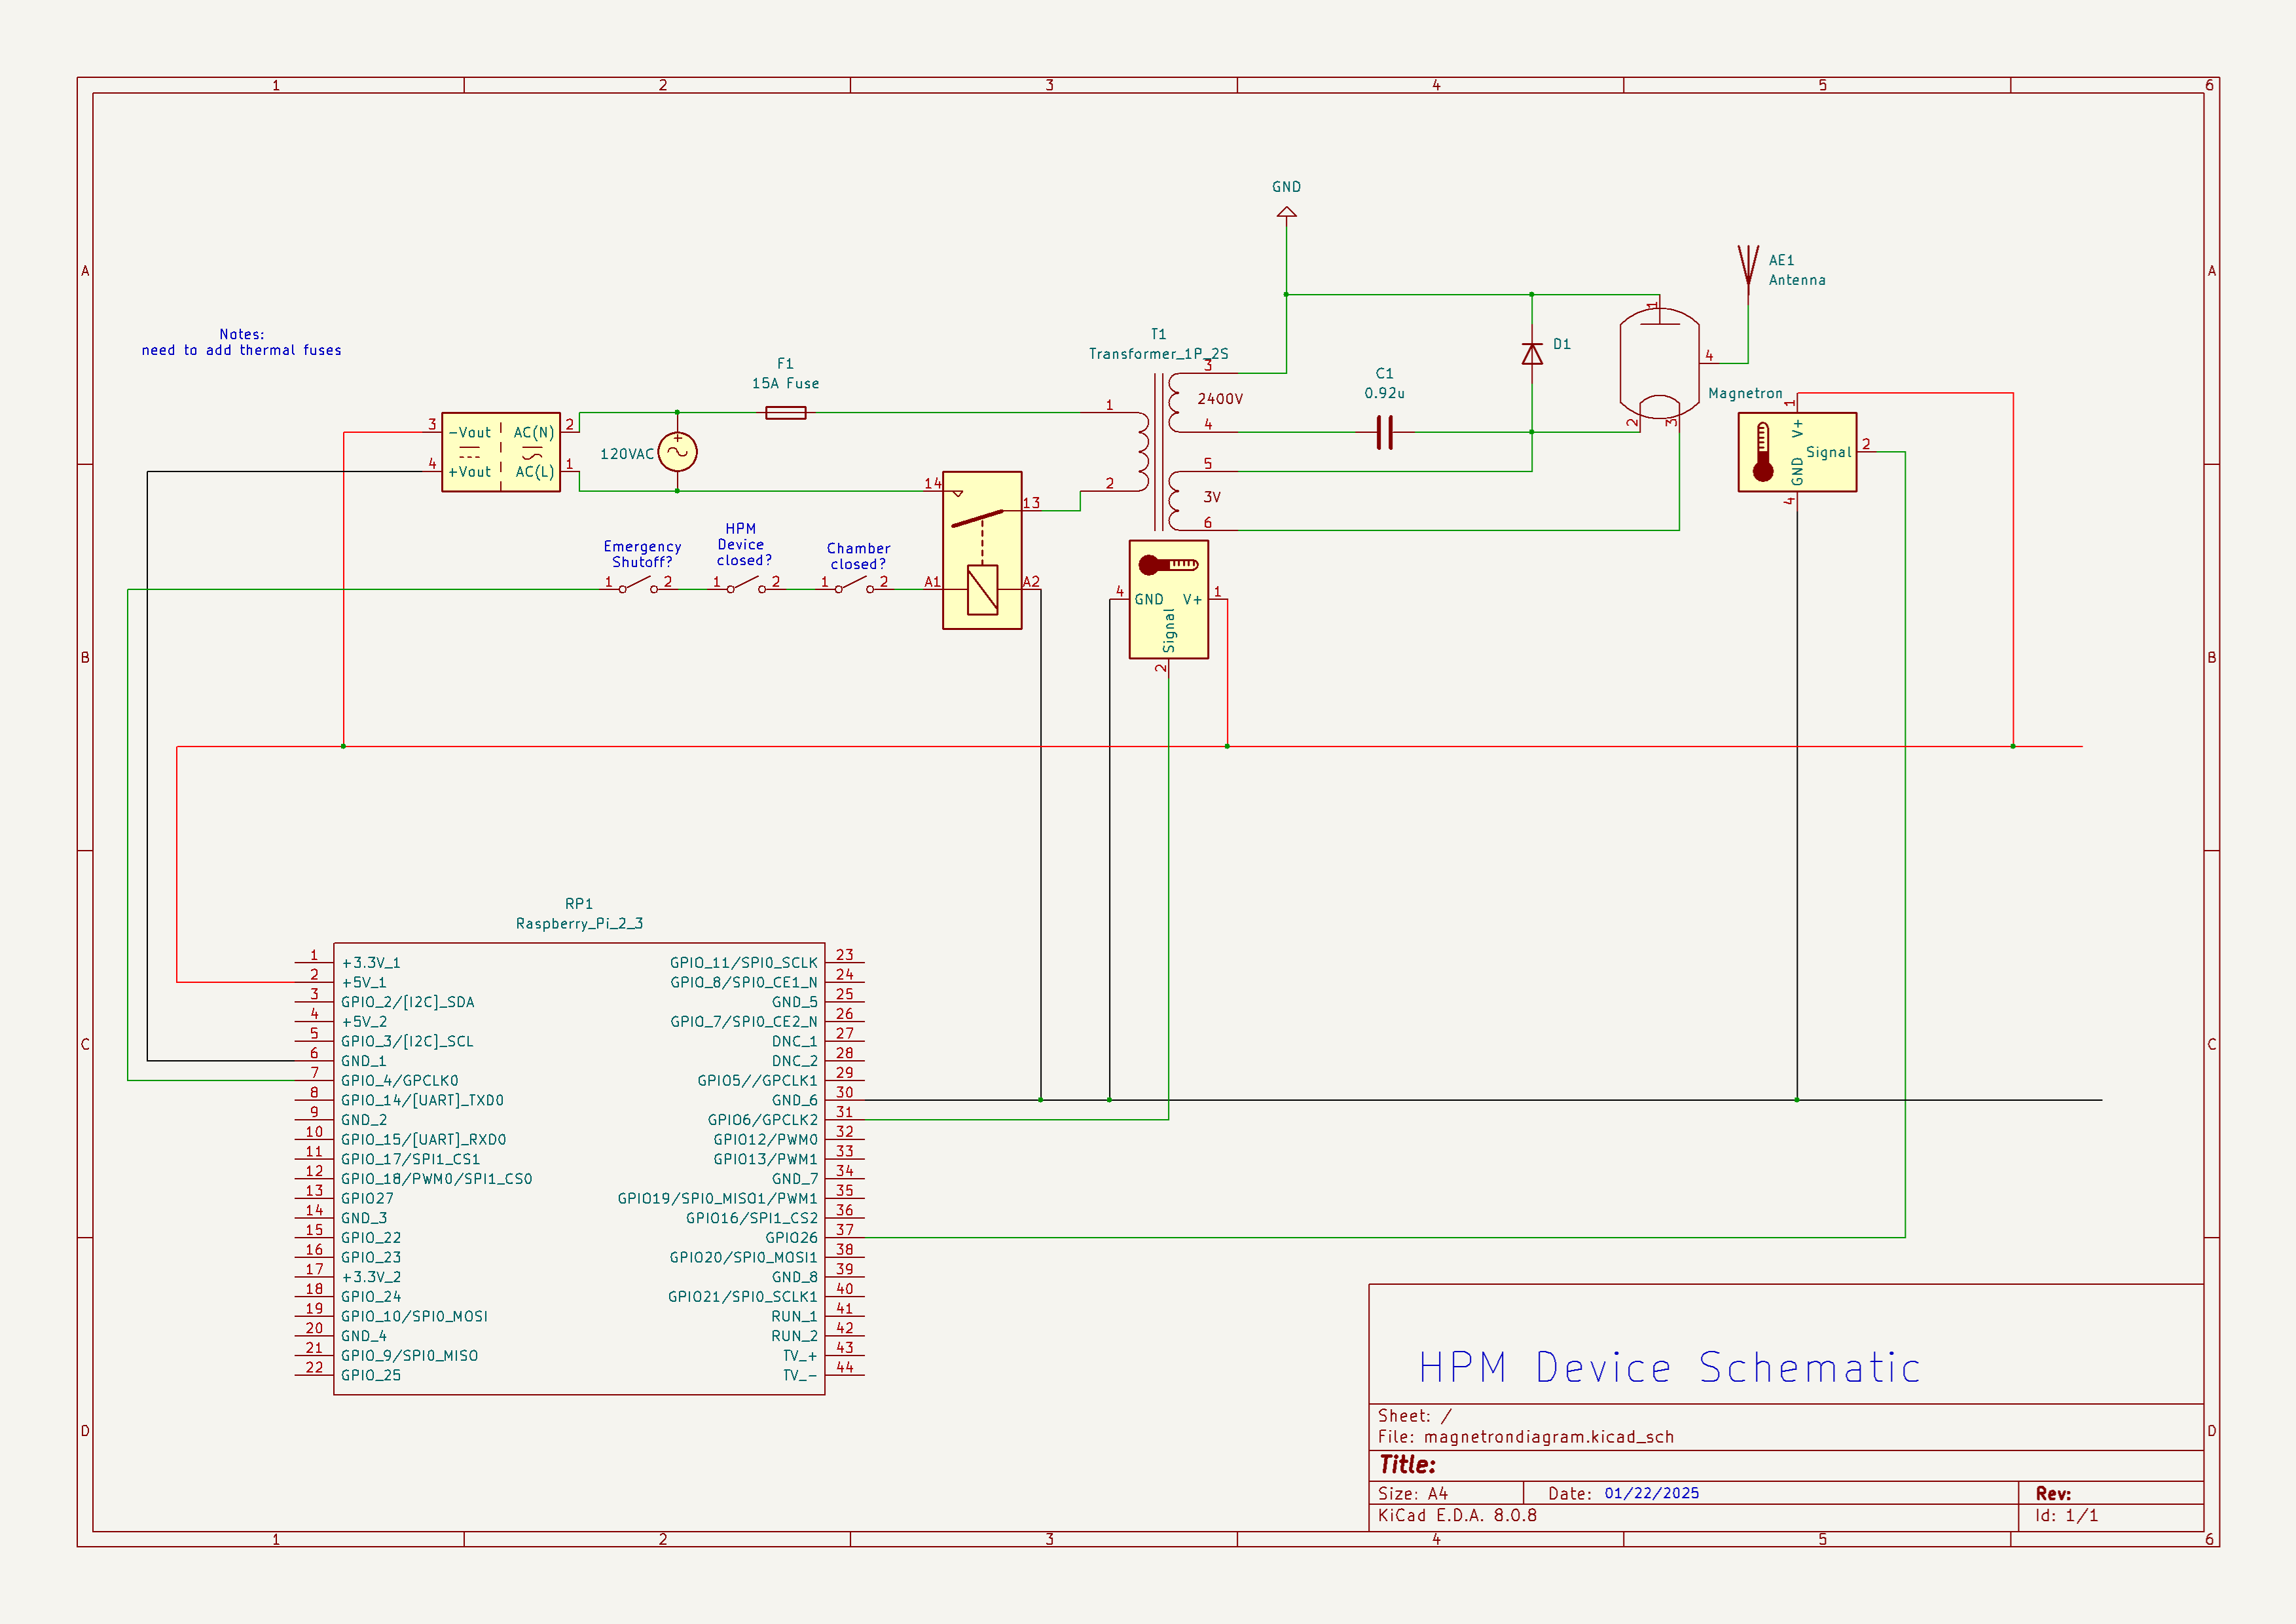 1 2 3 4 5 6
A A
B B
C C
D D
GND
AE1
Antenna
Notes:
need to add thermal fuses
F1
15A Fuse
T1
Transformer_1P_2S
1
2
3
2400V
4
5
3V
6
C1
0.92u
D1
1
4
2
3
Magnetron
3 -Vout AC(N) 2
4 +Vout AC(L) 1
+
120VAC
14
13
A1
A2
Emergency
Shutoff?
1 2
HPM
Device
closed?
1 2
Chamber
closed?
1 2
1
V+
Signal 2
GND
4
4 GND V+ 1
Signal
2
RP1
Raspberry_Pi_2_3
1 +3.3V_1 GPIO_11/SPI0_SCLK 23
2 +5V_1 GPIO_8/SPI0_CE1_N 24
3 GPIO_2/[I2C]_SDA GND_5 25
4 +5V_2 GPIO_7/SPI0_CE2_N 26
5 GPIO_3/[I2C]_SCL DNC_1 27
6 GND_1 DNC_2 28
7 GPIO_4/GPCLK0 GPIO5//GPCLK1 29
8 GPIO_14/[UART]_TXD0 GND_6 30
9 GND_2 GPIO6/GPCLK2 31
10 GPIO_15/[UART]_RXD0 GPIO12/PWM0 32
11 GPIO_17/SPI1_CS1 GPIO13/PWM1 33
12 GPIO_18/PWM0/SPI1_CS0 GND_7 34
13 GPIO27 GPIO19/SPI0_MISO1/PWM1 35
14 GND_3 GPIO16/SPI1_CS2 36
15 GPIO_22 GPIO26 37
16 GPIO_23 GPIO20/SPI0_MOSI1 38
17 +3.3V_2 GND_8 39
18 GPIO_24 GPIO21/SPI0_SCLK1 40
19 GPIO_10/SPI0_MOSI RUN_1 41
20 GND_4 RUN_2 42
21 GPIO_9/SPI0_MISO TV_+ 43
22 GPIO_25 TV_- 44
HPM Device Schematic
Sheet: /
File: magnetrondiagram.kicad_sch
Title:
Size: A4 Date: 01/22/2025 Rev:
KiCad E.D.A. 8.0.8 Id: 1/1
1 2 3 4 5 6